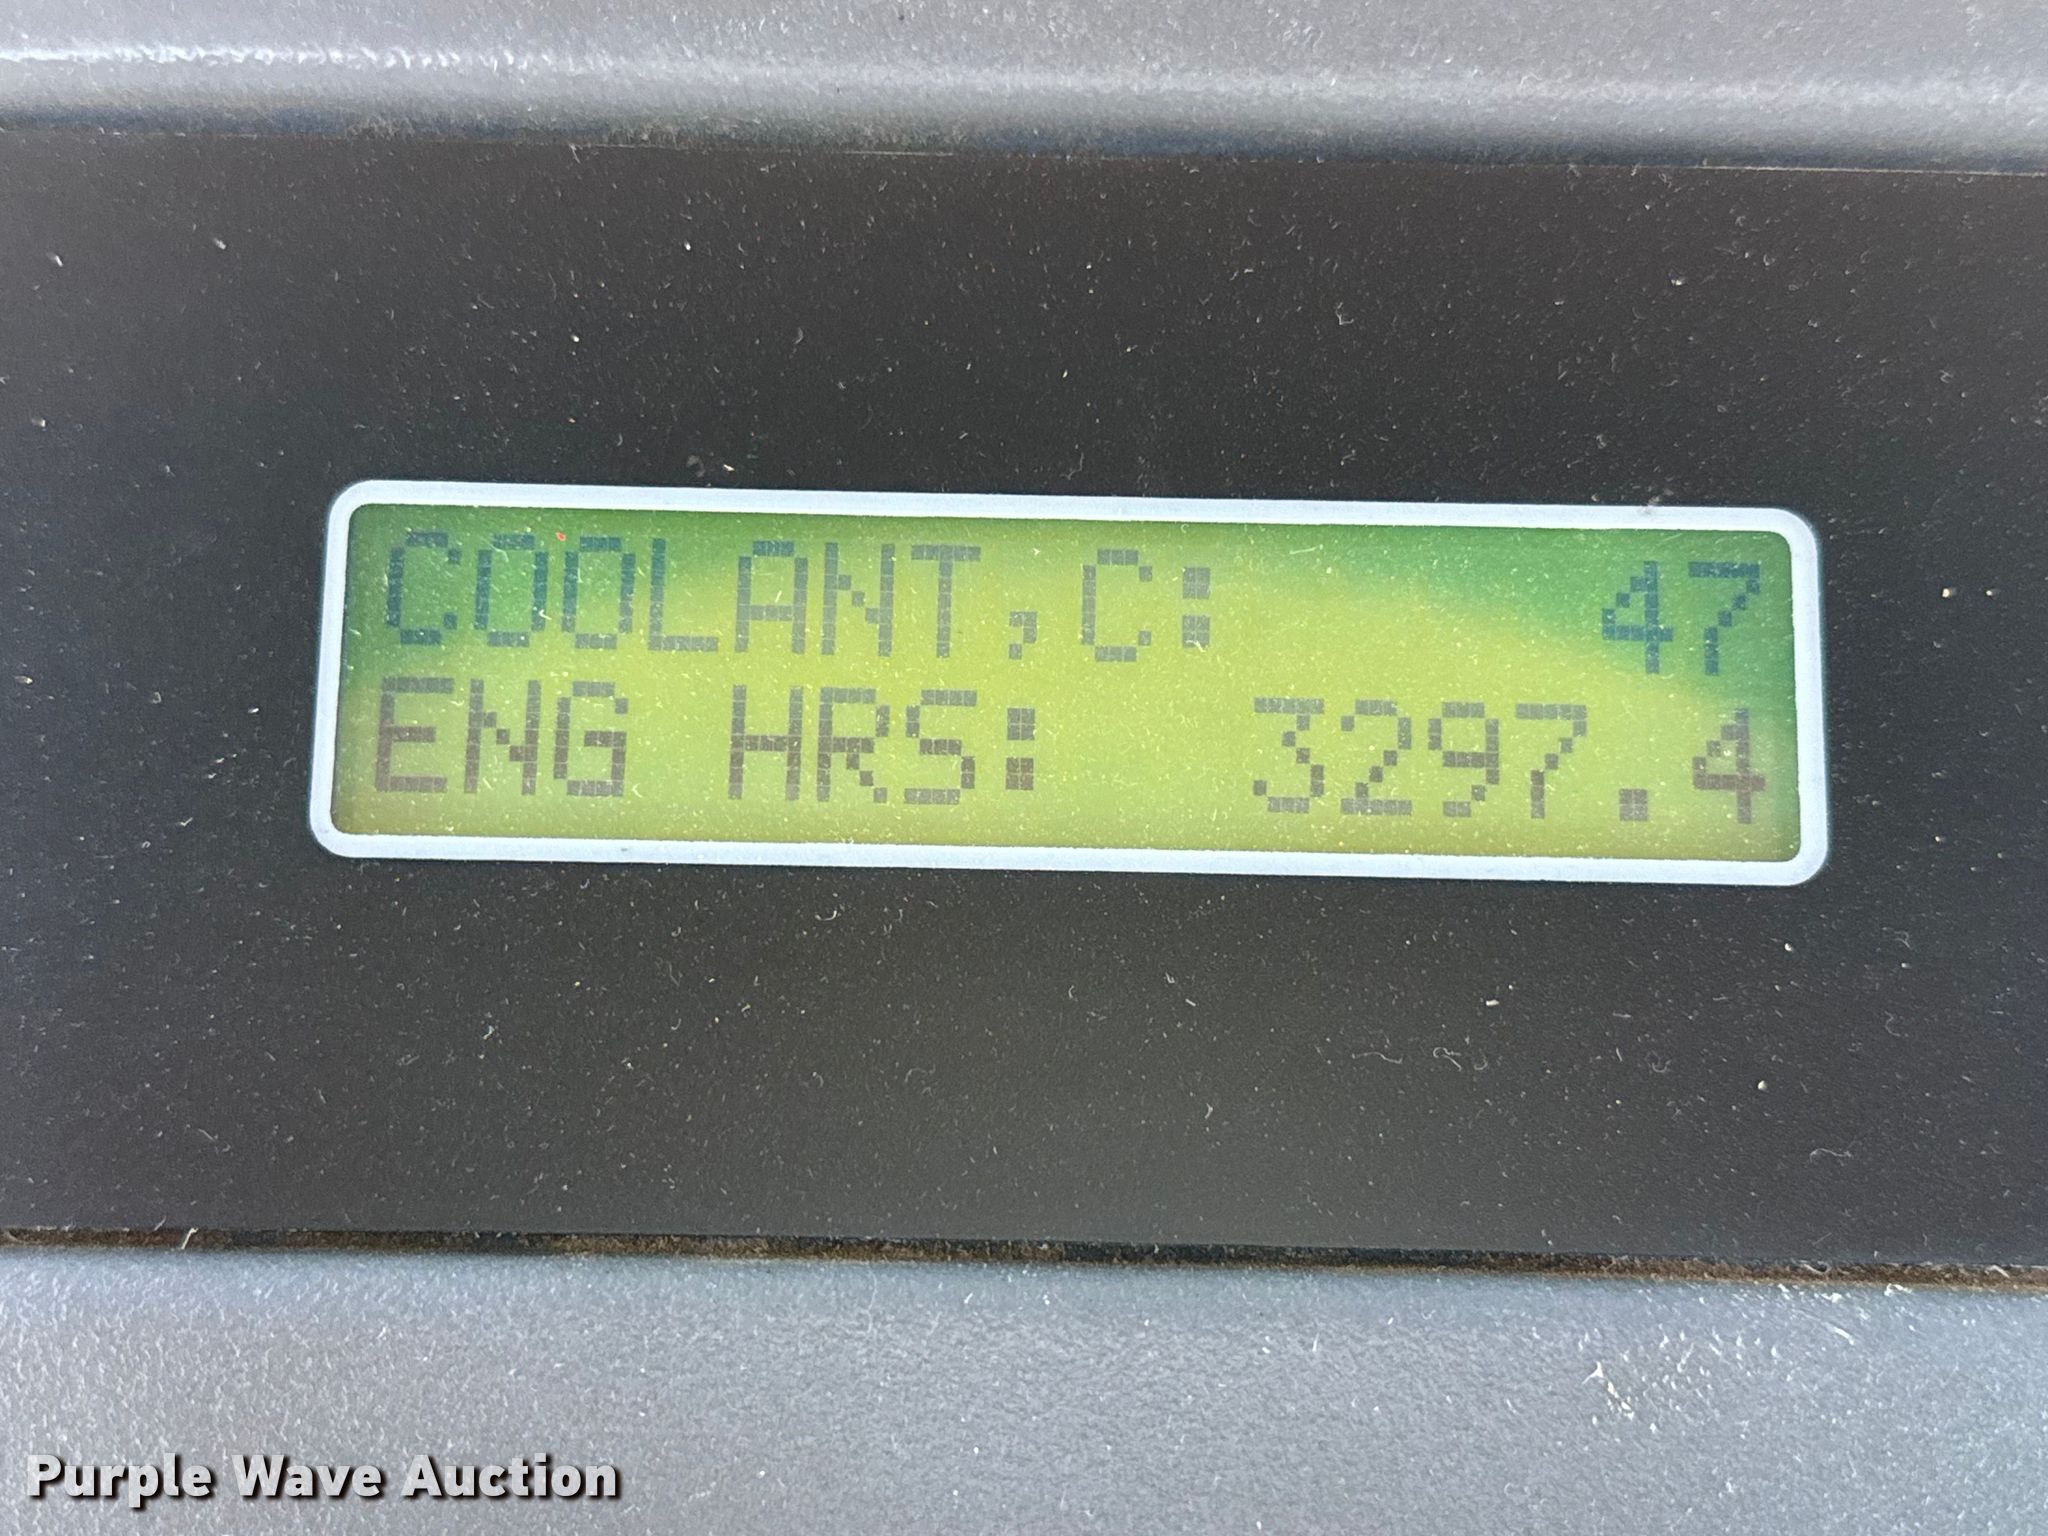 COOLANT,C: 47
ENG HRS: 3297.4
Purple Wave Auction